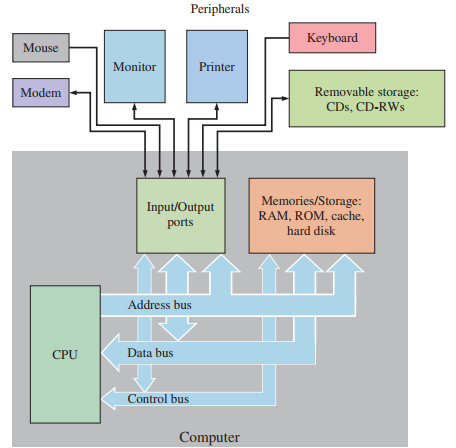 Peripherals
Mouse
Monitor
Printer
Keyboard
Modem
Removable storage:
CDs, CD-RWs
Input/Output
ports
Memories/Storage:
RAM, ROM, cache,
hard disk
Address bus
CPU
Data bus
Control bus
Computer